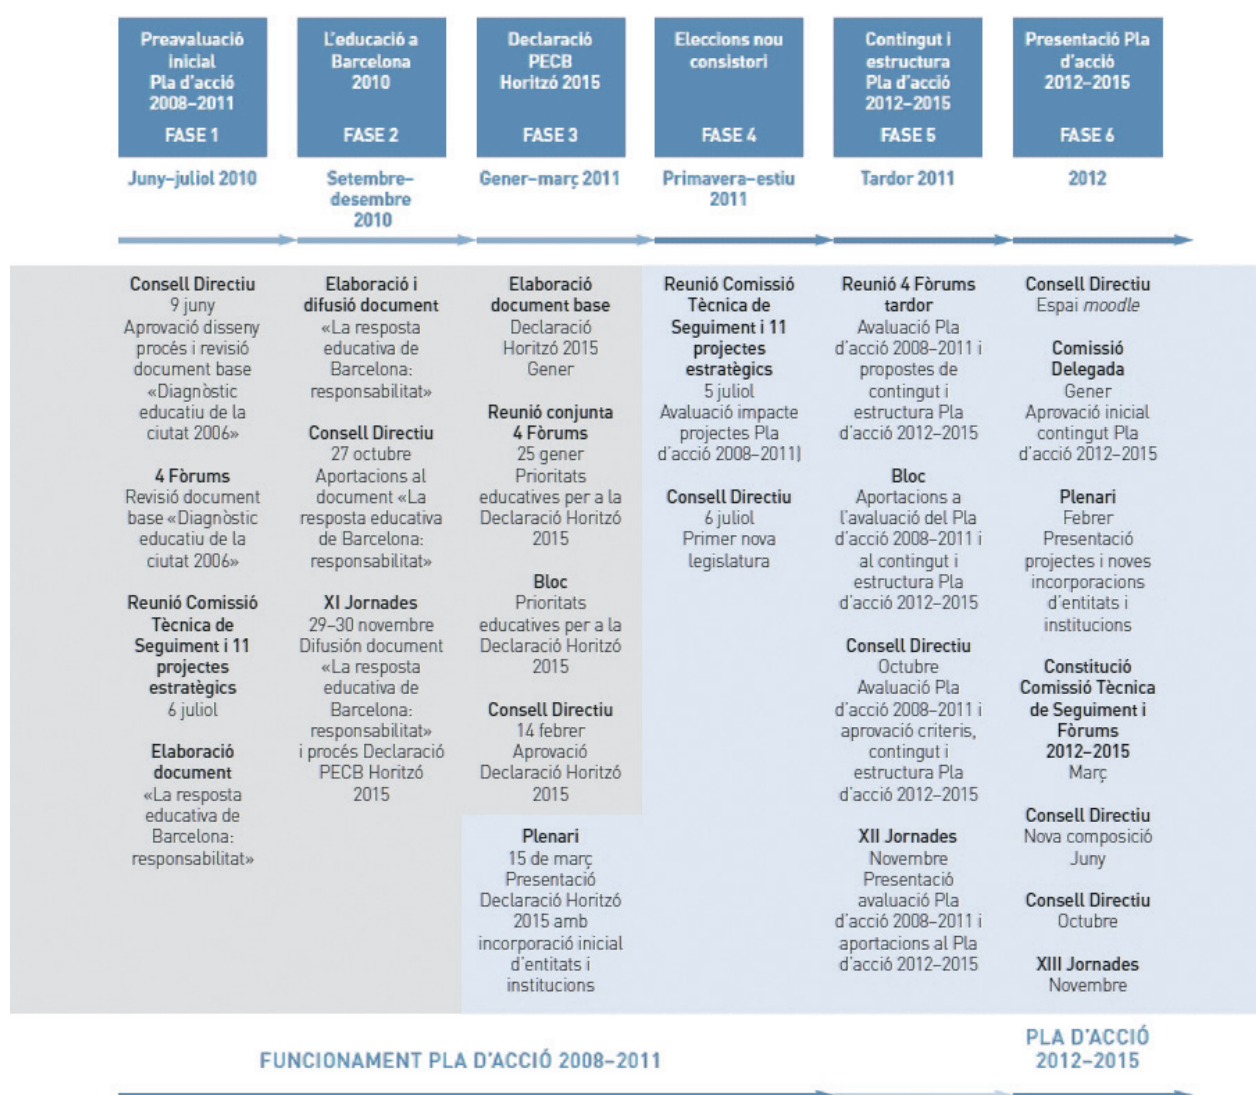 Preavaluació
inicial
Pla d'acció
2008–2011
FASE 1
Juny–juliol 2010
L'educació a
Barcelona
2010
FASE 2
Setembre–
desembre
2010
Declaració
PECB
Horitzó 2015
FASE 3
Gener–març 2011
Eleccions nou
consistori
FASE 4
Primavera–estiu
2011
Contingut i
estructura
Pla d'acció
2012–2015
FASE 5
Tardor 2011
Presentació Pla
d'acció
2012–2015
FASE 6
2012
Consell Directiu
9 juny
Aprovació disseny
procés i revisió
document base
«Diagnòstic
educatiu de la
ciutat 2006»
4 Fòrums
Revisió document
base «Diagnòstic
educatiu de la
ciutat 2006»
Reunió Comissió
Tècnica de
Seguiment i 11
projectes
estratègics
6 juliol
Elaboració
document
«La resposta
educativa de
Barcelona:
responsabilitat»
Elaboració i
difusió document
«La resposta
educativa de
Barcelona:
responsabilitat»
Consell Directiu
27 octubre
Aportacions al
document «La
resposta educativa
de Barcelona:
responsabilitat»
XI Jornades
29–30 novembre
Difusión document
«La resposta
educativa de
Barcelona:
responsabilitat»
i procés Declaració
PECB Horitzó
2015
Elaboració
document base
Declaració
Horitzó 2015
Gener
Reunió conjunta
4 Fòrums
25 gener
Prioritats
educatives per a la
Declaració Horitzó
2015
Bloc
Prioritats
educatives per a la
Declaració Horitzó
2015
Consell Directiu
14 febrer
Aprovació
Declaració Horitzó
2015
Plenari
15 de març
Presentació
Declaració Horitzó
2015 amb
incorporació inicial
d'entitats i
institucions
Reunió Comissió
Tècnica de
Seguiment i 11
projectes
estratègics
5 juliol
Avaluació impacte
projectes Pla
d'acció 2008–2011)
Consell Directiu
6 juliol
Primer nova
legislatura
Reunió 4 Fòrums
tardor
Avaluació Pla
d'acció 2008–2011 i
propostes de
contingut i
estructura Pla
d'acció 2012–2015
Bloc
Aportacions a
l'avaluació del Pla
d'acció 2008–2011 i
al contingut i
estructura Pla
d'acció 2012–2015
Consell Directiu
Octubre
Avaluació Pla
d'acció 2008–2011 i
aprovació criteris,
contingut i
estructura Pla
d'acció 2012–2015
XII Jornades
Novembre
Presentació
avaluació Pla
d'acció 2008–2011 i
aportacions al Pla
d'acció 2012–2015
Consell Directiu
Espai moodle
Comissió
Delegada
Gener
Aprovació inicial
contingut Pla
d'acció 2012–2015
Plenari
Febrer
Presentació
projectes i noves
incorporacions
d'entitats i
institucions
Constitució
Comissió Tècnica
de Seguiment i
Fòrums
2012–2015
Març
Consell Directiu
Nova composició
Juny
Consell Directiu
Octubre
XIII Jornades
Novembre
FUNCIONAMENT PLA D'ACCIÓ 2008–2011
PLA D'ACCIÓ
2012–2015